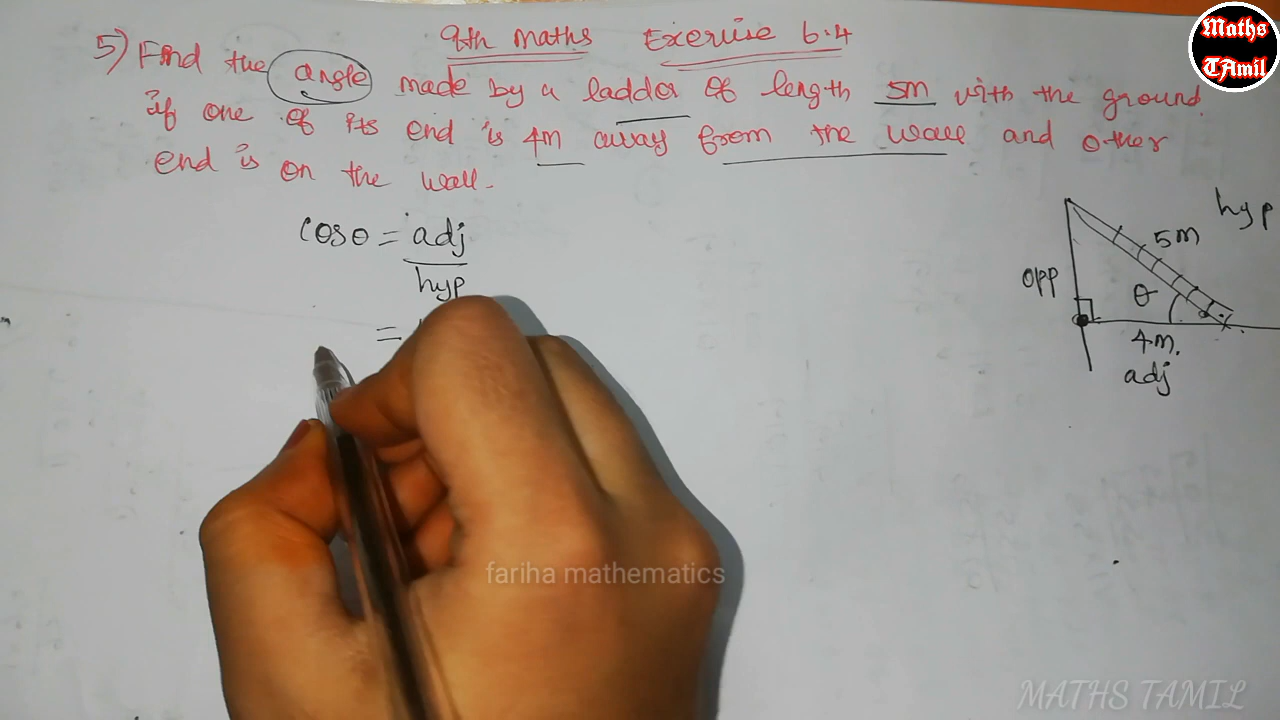 9th maths Exercise 6.4
5) Find the angle made by a ladder of length 5m with the ground
if one of its end is 4m away from the wall and other
end is on the wall.
cosθ = adj
hyp
=
hyp
5m
opp
θ
4m.
adj
Maths
TAmil
fariha mathematics
MATHS TAMIL